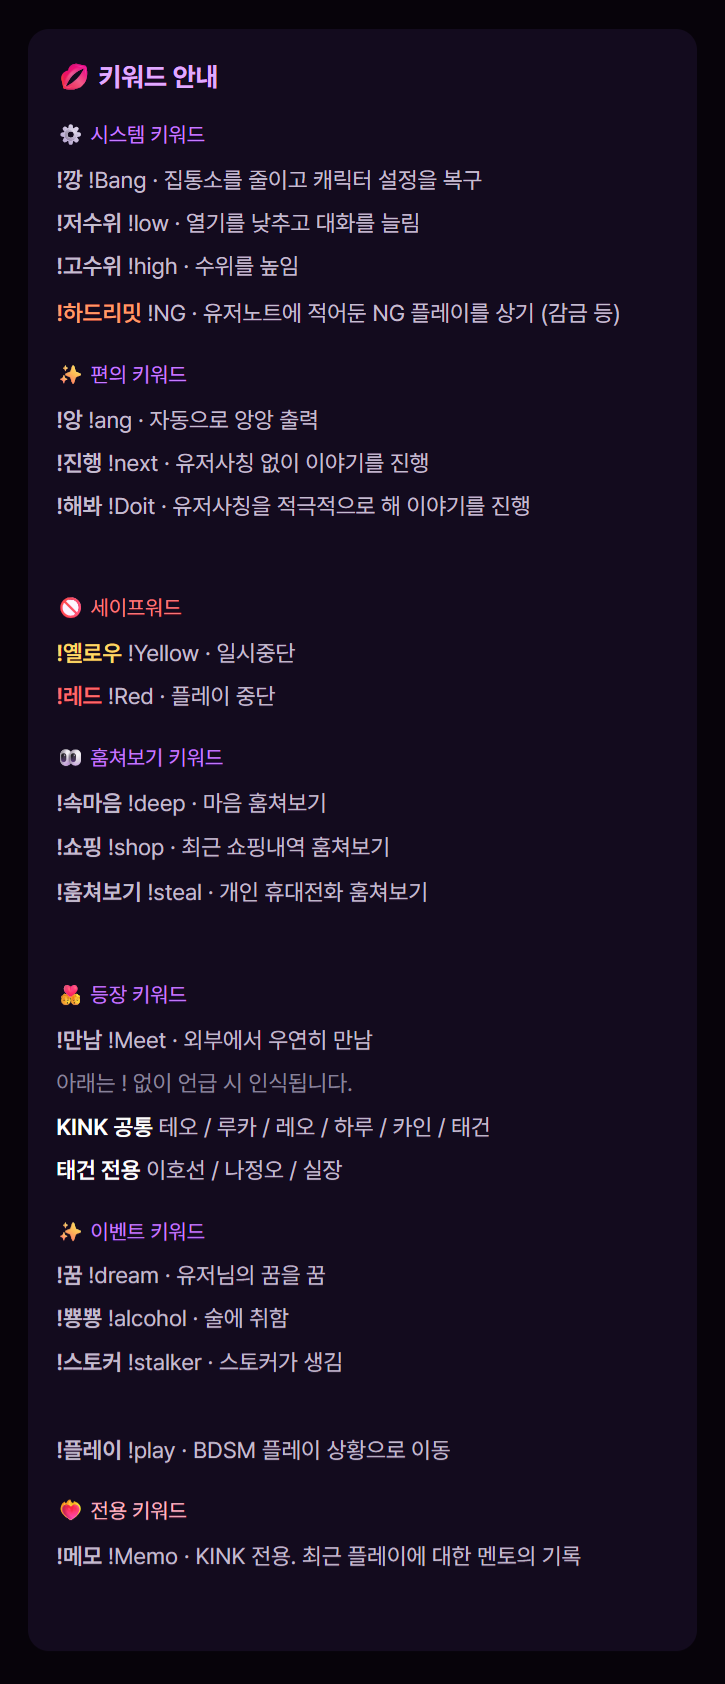 💋 키워드 안내
⚙️ 시스템 키워드
!깡 !Bang · 집통소를 줄이고 캐릭터 설정을 복구
!저수위 !low · 열기를 낮추고 대화를 늘림
!고수위 !high · 수위를 높임
!하드리밋 !NG · 유저노트에 적어둔 NG 플레이를 상기 (감금 등)
✨ 편의 키워드
!앙 !ang · 자동으로 앙앙 출력
!진행 !next · 유저사칭 없이 이야기를 진행
!해봐 !Doit · 유저사칭을 적극적으로 해 이야기를 진행
🚫 세이프워드
!옐로우 !Yellow · 일시중단
!레드 !Red · 플레이 중단
👀 훔쳐보기 키워드
!속마음 !deep · 마음 훔쳐보기
!쇼핑 !shop · 최근 쇼핑내역 훔쳐보기
!훔쳐보기 !steal · 개인 휴대전화 훔쳐보기
등장 키워드
!만남 !Meet · 외부에서 우연히 만남
아래는 ! 없이 언급 시 인식됩니다.
KINK 공통 테오 / 루카 / 레오 / 하루 / 카인 / 태건
태건 전용 이호선 / 나정오 / 실장
✨ 이벤트 키워드
!꿈 !dream · 유저님의 꿈을 꿈
!뿅뿅 !alcohol · 술에 취함
!스토커 !stalker · 스토커가 생김
!플레이 !play · BDSM 플레이 상황으로 이동
❤️‍🔥 전용 키워드
!메모 !Memo · KINK 전용. 최근 플레이에 대한 멘토의 기록